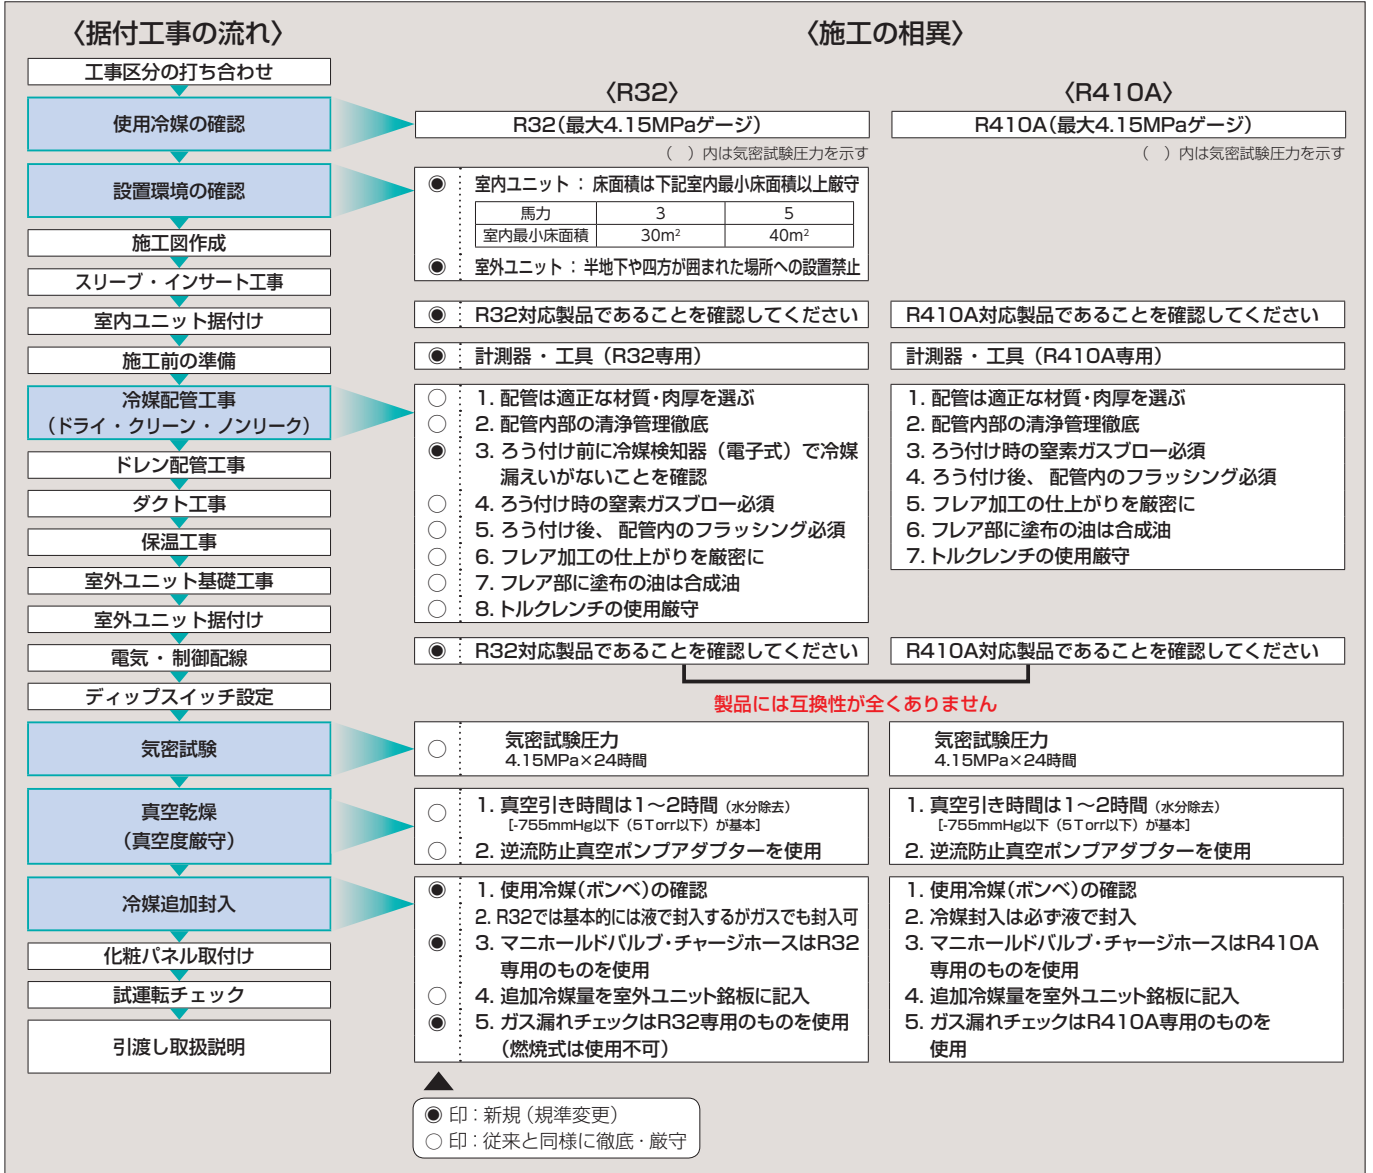 〈据付工事の流れ〉
〈施工の相異〉
工事区分の打ち合わせ
使用冷媒の確認
設置環境の確認
施工図作成
スリーブ・インサート工事
室内ユニット据付け
施工前の準備
冷媒配管工事
（ドライ・クリーン・ノンリーク）
ドレン配管工事
ダクト工事
保温工事
室外ユニット基礎工事
室外ユニット据付け
電気・制御配線
ディップスイッチ設定
気密試験
真空乾燥
（真空度厳守）
冷媒追加封入
化粧パネル取付け
試運転チェック
引渡し取扱説明
〈R32〉
R32（最大4.15MPaゲージ）
（　）内は気密試験圧力を示す
◉ 室内ユニット：床面積は下記室内最小床面積以上厳守
馬力 3 5
室内最小床面積 30m² 40m²
◉ 室外ユニット：半地下や四方が囲まれた場所への設置禁止
◉ R32対応製品であることを確認してください
◉ 計測器・工具（R32専用）
○ 1. 配管は適正な材質・肉厚を選ぶ
○ 2. 配管内部の清浄管理徹底
◉ 3. ろう付け前に冷媒検知器（電子式）で冷媒
漏えいがないことを確認
○ 4. ろう付け時の窒素ガスブロー必須
○ 5. ろう付け後、配管内のフラッシング必須
○ 6. フレア加工の仕上がりを厳密に
○ 7. フレア部に塗布の油は合成油
○ 8. トルクレンチの使用厳守
◉ R32対応製品であることを確認してください
○ 気密試験圧力
4.15MPa×24時間
○ 1. 真空引き時間は1〜2時間（水分除去）
[-755mmHg以下（5Torr以下）が基本]
○ 2. 逆流防止真空ポンプアダプターを使用
◉ 1. 使用冷媒（ボンベ）の確認
2. R32では基本的には液で封入するがガスでも封入可
◉ 3. マニホールドバルブ・チャージホースはR32
専用のものを使用
○ 4. 追加冷媒量を室外ユニット銘板に記入
◉ 5. ガス漏れチェックはR32専用のものを使用
（燃焼式は使用不可）
〈R410A〉
R410A（最大4.15MPaゲージ）
（　）内は気密試験圧力を示す
R410A対応製品であることを確認してください
計測器・工具（R410A専用）
1. 配管は適正な材質・肉厚を選ぶ
2. 配管内部の清浄管理徹底
3. ろう付け時の窒素ガスブロー必須
4. ろう付け後、配管内のフラッシング必須
5. フレア加工の仕上がりを厳密に
6. フレア部に塗布の油は合成油
7. トルクレンチの使用厳守
R410A対応製品であることを確認してください
製品には互換性が全くありません
気密試験圧力
4.15MPa×24時間
1. 真空引き時間は1〜2時間（水分除去）
[-755mmHg以下（5Torr以下）が基本]
2. 逆流防止真空ポンプアダプターを使用
1. 使用冷媒（ボンベ）の確認
2. 冷媒封入は必ず液で封入
3. マニホールドバルブ・チャージホースはR410A
専用のものを使用
4. 追加冷媒量を室外ユニット銘板に記入
5. ガス漏れチェックはR410A専用のものを
使用
◉ 印：新規（規準変更）
○ 印：従来と同様に徹底・厳守